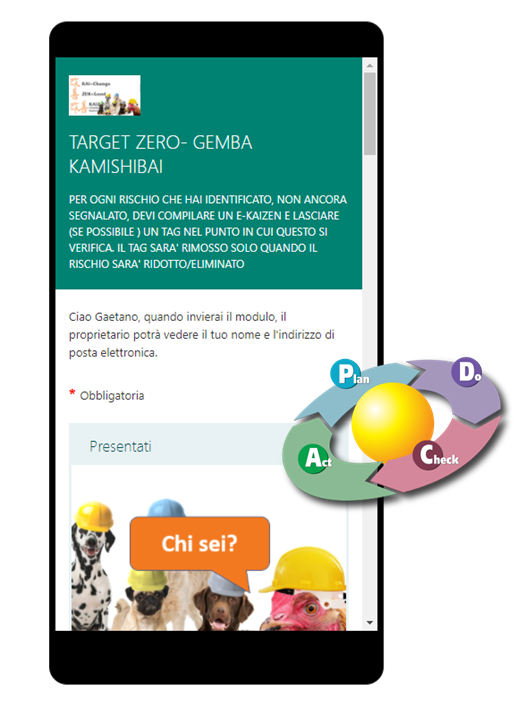 KAI=Change
ZEN=Good
TARGET ZERO- GEMBA
KAMISHIBAI
PER OGNI RISCHIO CHE HAI IDENTIFICATO, NON ANCORA
SEGNALATO, DEVI COMPILARE UN E-KAIZEN E LASCIARE
(SE POSSIBILE ) UN TAG NEL PUNTO IN CUI QUESTO SI
VERIFICA. IL TAG SARA' RIMOSSO SOLO QUANDO IL
RISCHIO SARA' RIDOTTO/ELIMINATO
Ciao Gaetano, quando invierai il modulo, il
proprietario potrà vedere il tuo nome e l'indirizzo di
posta elettronica.
* Obbligatoria
Plan
Do
Act
Check
Presentati
Chi sei?